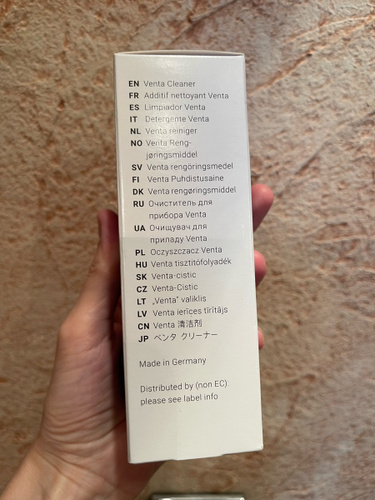 EN Venta Cleaner
FR Additif nettoyant Venta
ES Limpiador Venta
IT Detergente Venta
NL Venta reiniger
NO Venta Reng-
jøringsmiddel
SV Venta rengöringsmedel
FI Venta Puhdistusaine
DK Venta rengøringsmiddel
RU Очиститель для
прибора Venta
UA Очищувач для
приладу Venta
PL Oczyszczacz Venta
HU Venta tisztítófolyadék
SK Venta-cistic
CZ Venta-Cistic
LT „Venta” valiklis
LV Venta ierīces tīrītājs
CN Venta 清洁剂
JP ベンタ クリーナー
Made in Germany
Distributed by (non EC):
please see label info